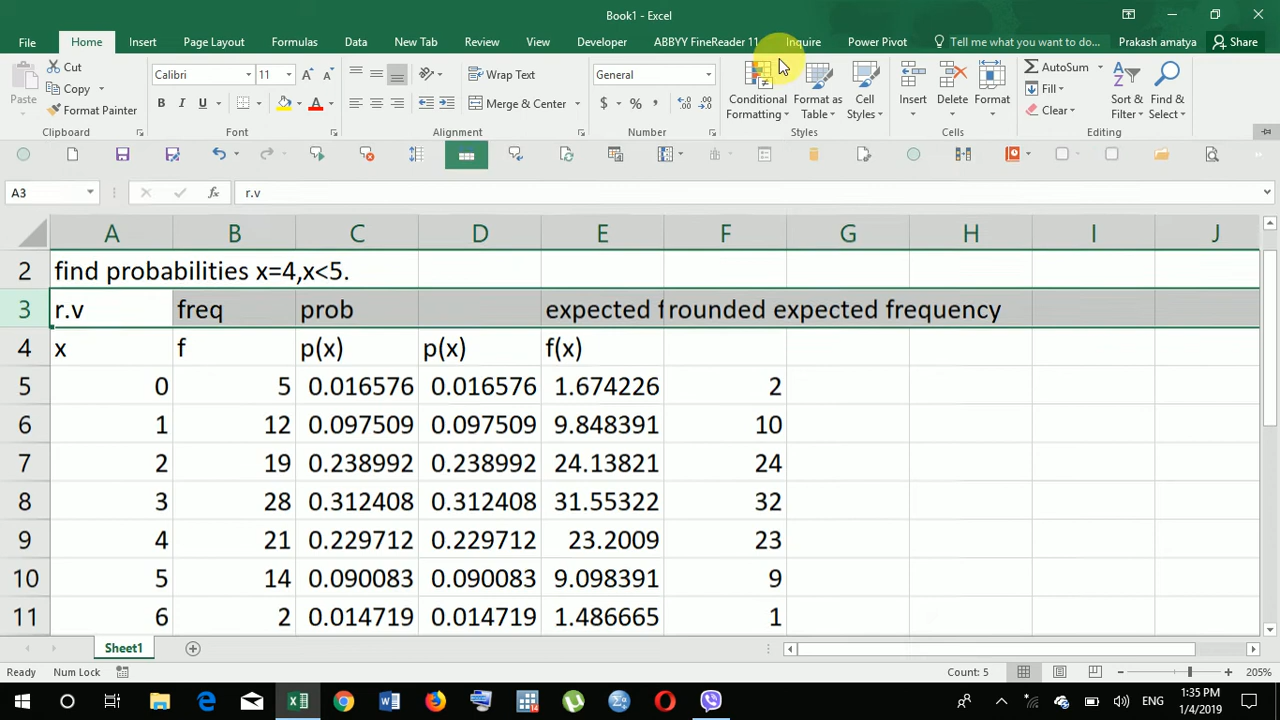 Book1 - Excel
File Home Insert Page Layout Formulas Data New Tab Review View Developer ABBYY FineReader 11 Inquire Power Pivot Tell me what you want to do... Prakash amatya Share
Paste Cut Copy Format Painter
Calibri 11 B I U
Wrap Text Merge & Center
General $ % ,
Conditional Formatting Format as Table Cell Styles
Insert Delete Format
AutoSum Fill Clear Sort & Filter Find & Select
Clipboard Font Alignment Number Styles Cells Editing
A3 fx r.v
A B C D E F G H I J
2 find probabilities x=4,x<5.
3 r.v freq prob expected f rounded expected frequency
4 x f p(x) p(x) f(x)
5 0 5 0.016576 0.016576 1.674226 2
6 1 12 0.097509 0.097509 9.848391 10
7 2 19 0.238992 0.238992 24.13821 24
8 3 28 0.312408 0.312408 31.55322 32
9 4 21 0.229712 0.229712 23.2009 23
10 5 14 0.090083 0.090083 9.098391 9
11 6 2 0.014719 0.014719 1.486665 1
Sheet1
Ready Num Lock Count: 5 205%
ENG 1:35 PM
1/4/2019